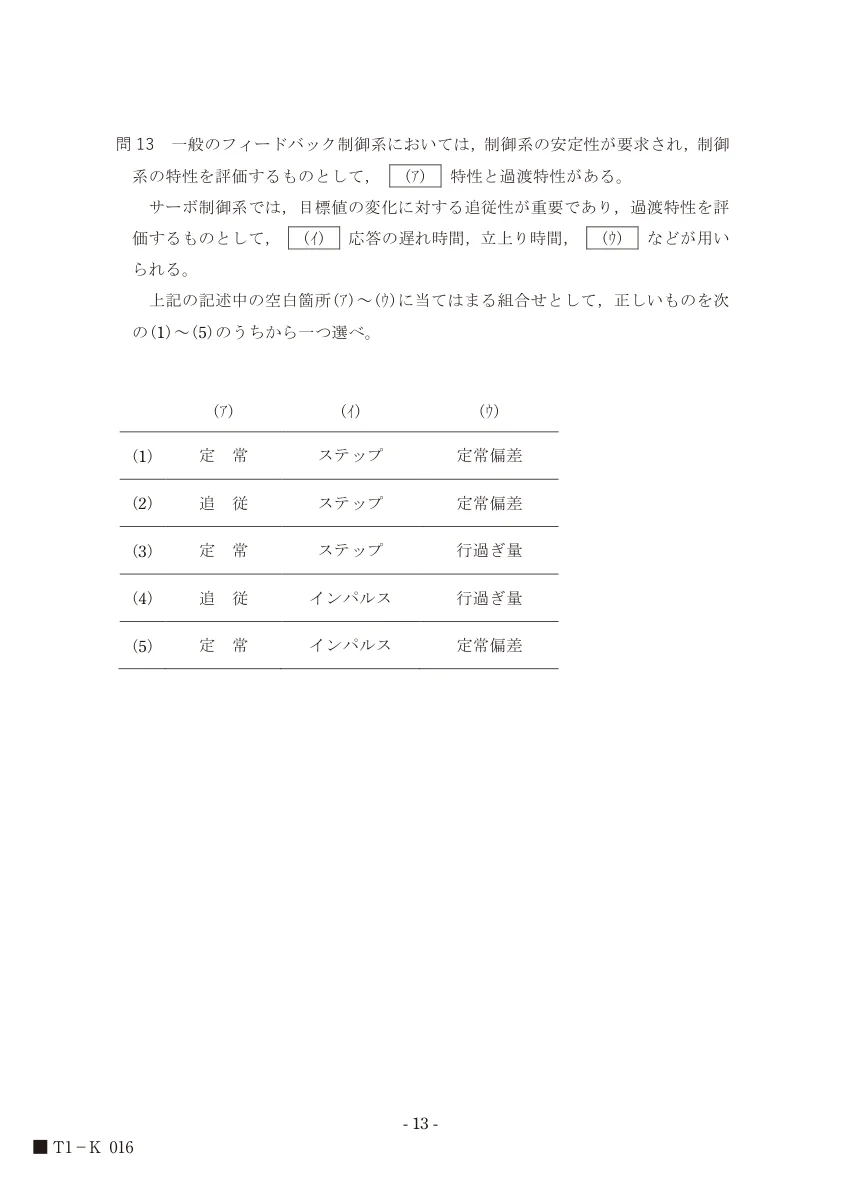 問13 一般のフィードバック制御系においては，制御系の安定性が要求され，制御
系の特性を評価するものとして， (ｱ) 特性と過渡特性がある。
サーボ制御系では，目標値の変化に対する追従性が重要であり，過渡特性を評
価するものとして， (ｲ) 応答の遅れ時間，立上り時間， (ｳ) などが用い
られる。
上記の記述中の空白箇所(ｱ)～(ｳ)に当てはまる組合せとして，正しいものを次
の(1)～(5)のうちから一つ選べ。
(ｱ) (ｲ) (ｳ)
(1) 定　常 ステップ 定常偏差
(2) 追　従 ステップ 定常偏差
(3) 定　常 ステップ 行過ぎ量
(4) 追　従 インパルス 行過ぎ量
(5) 定　常 インパルス 定常偏差
- 13 -
■ T1－K 016